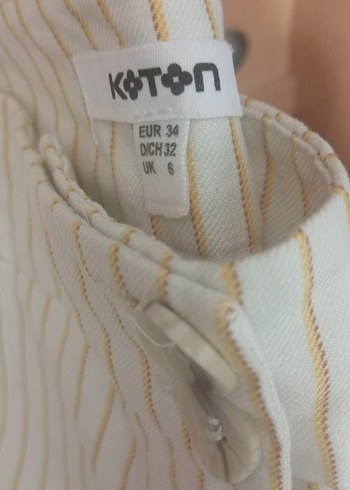 KOTON
EUR 34
D/CH 32
UK 6